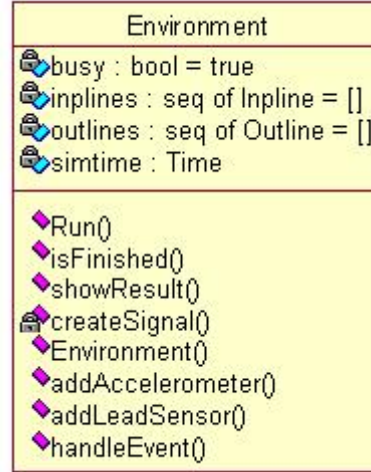 Environment
busy : bool = true
inplines : seq of Inpline = []
outlines : seq of Outline = []
simtime : Time
Run()
isFinished()
showResult()
createSignal()
Environment()
addAccelerometer()
addLeadSensor()
handleEvent()